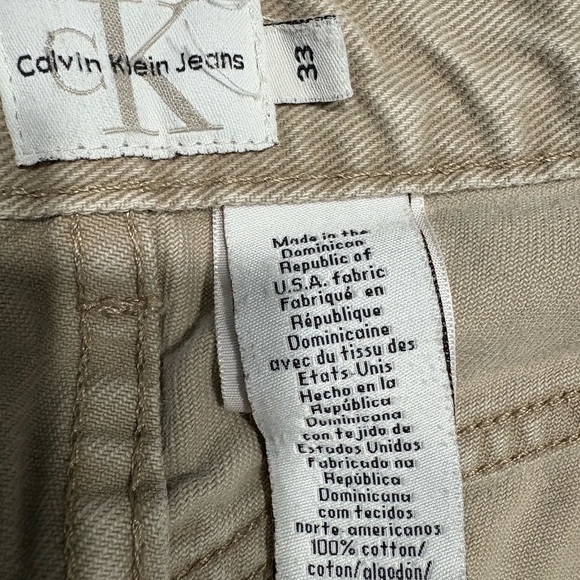 CK
Calvin Klein Jeans
33
Made in the
Dominican
Republic of
U.S.A. fabric
Fabriqué en
République
Dominicaine
avec du tissu des
Etats Unis
Hecho en la
República
Dominicana
con tejido de
Estados Unidos
Fabricado na
República
Dominicana
com tecidos
norte-americanos
100% cotton/
coton/algodón/